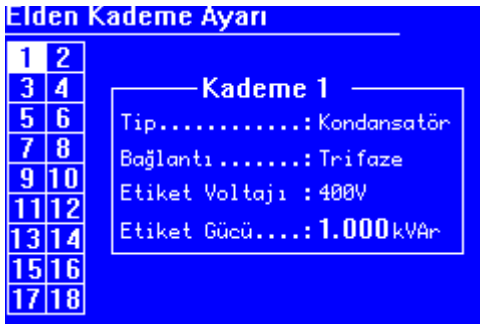 Elden Kademe Ayarı
1 2
3 4
5 6
7 8
9 10
11 12
13 14
15 16
17 18
Kademe 1
Tip............: Kondansatör
Bağlantı.......: Trifaze
Etiket Voltajı : 400V
Etiket Gücü....: 1.000 kVAr